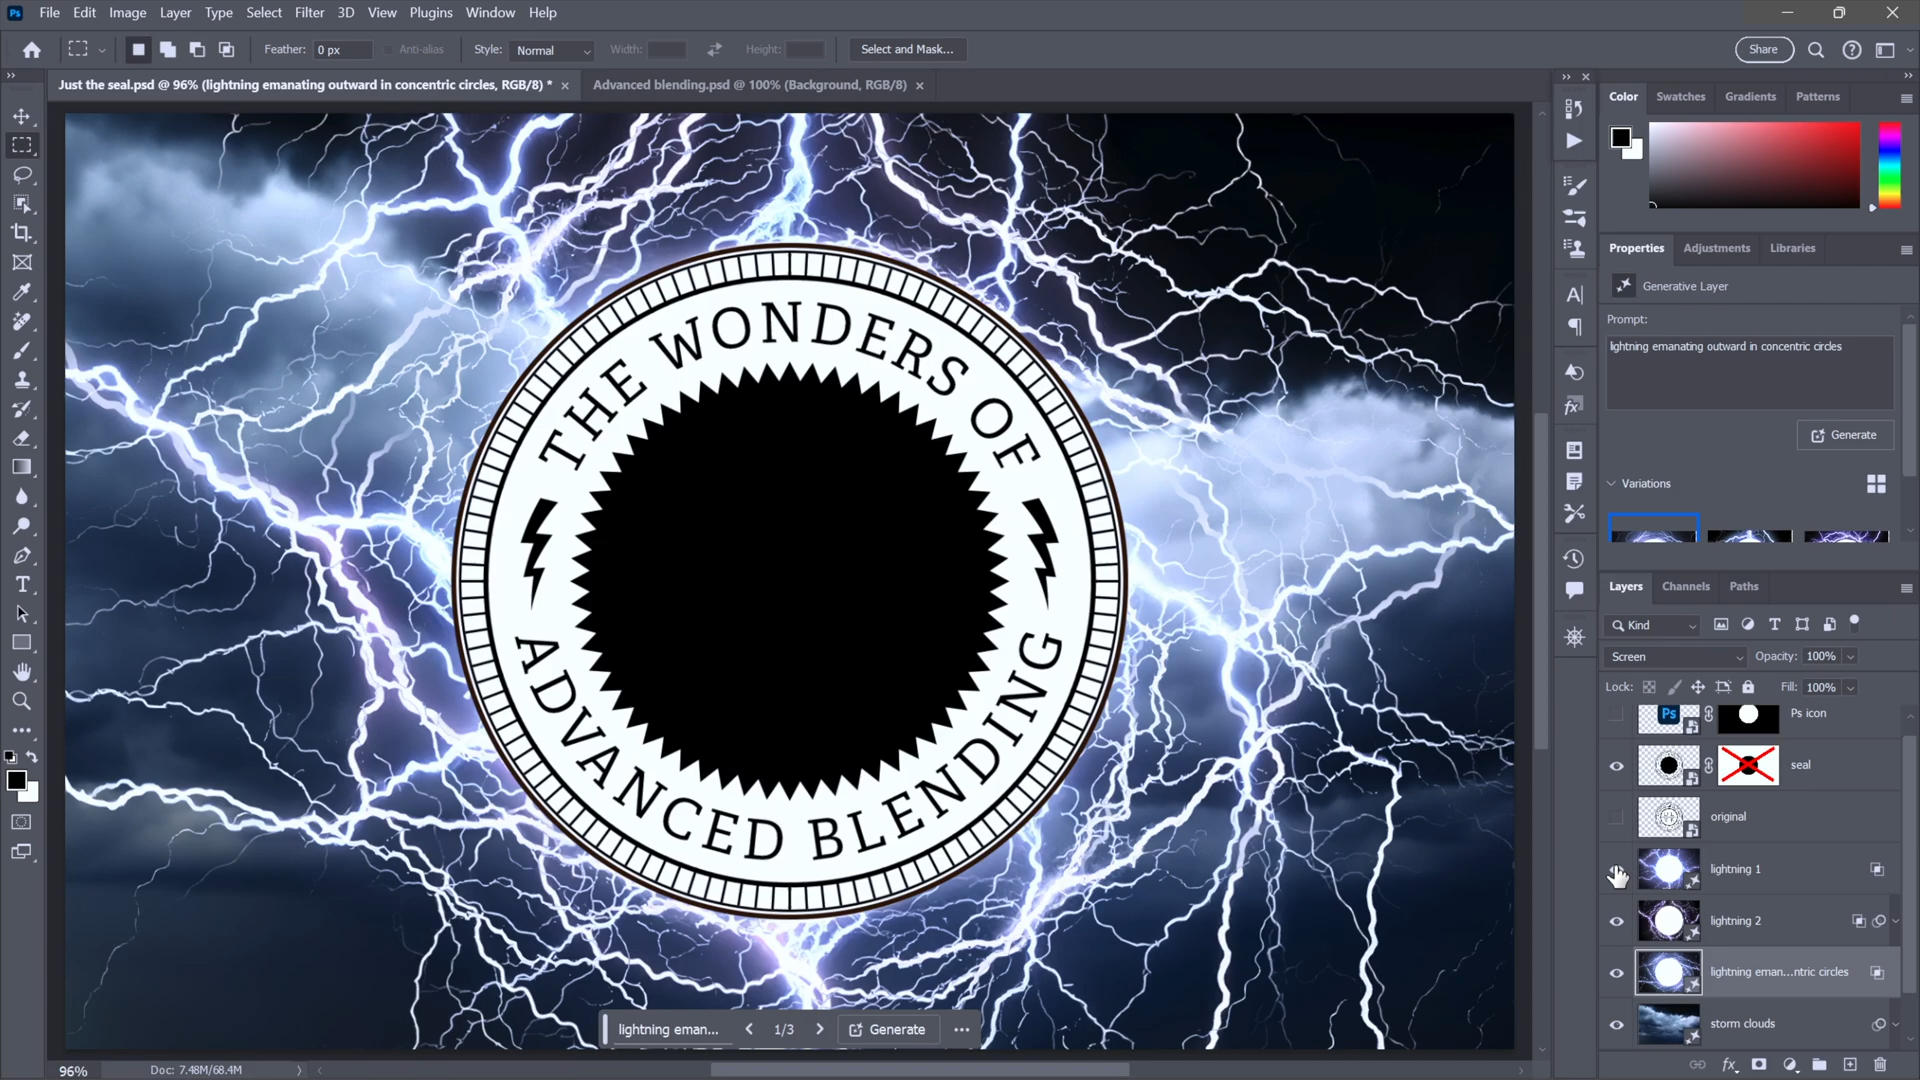 Ps File Edit Image Layer Type Select Filter 3D View Plugins Window Help
Feather: 0 px Anti-alias Style: Normal Width: Height: Select and Mask... Share
Just the seal.psd @ 96% (lightning emanating outward in concentric circles, RGB/8) * Advanced blending.psd @ 100% (Background, RGB/8)
Color Swatches Gradients Patterns
Properties Adjustments Libraries
Generative Layer
Prompt:
lightning emanating outward in concentric circles
Generate
Variations
THE WONDERS OF
ADVANCED BLENDING
Layers Channels Paths
Kind
Screen Opacity: 100%
Lock: Fill: 100%
Ps Ps icon
seal
original
lightning 1
lightning 2
lightning eman...ntric circles
storm clouds
lightning eman... 1/3 Generate
96% Doc: 7.48M/68.4M